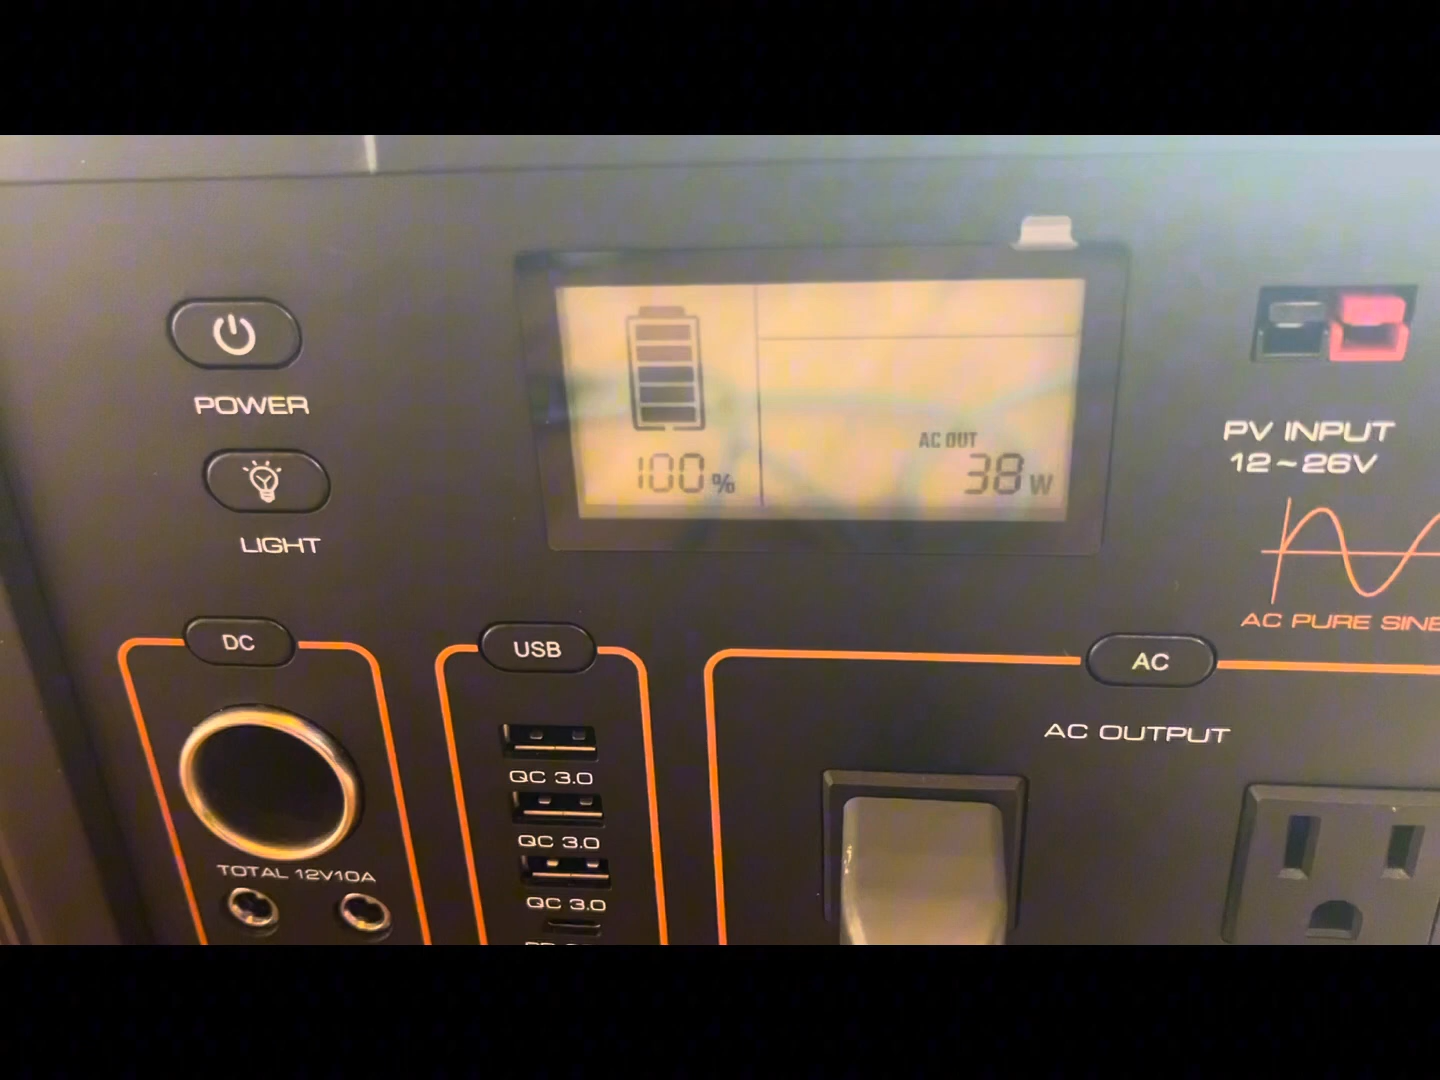 POWER
LIGHT
100%
AC OUT
38W
PV INPUT
12~26V
AC PURE SINE
DC
USB
AC
AC OUTPUT
QC 3.0
QC 3.0
QC 3.0
TOTAL 12V10A